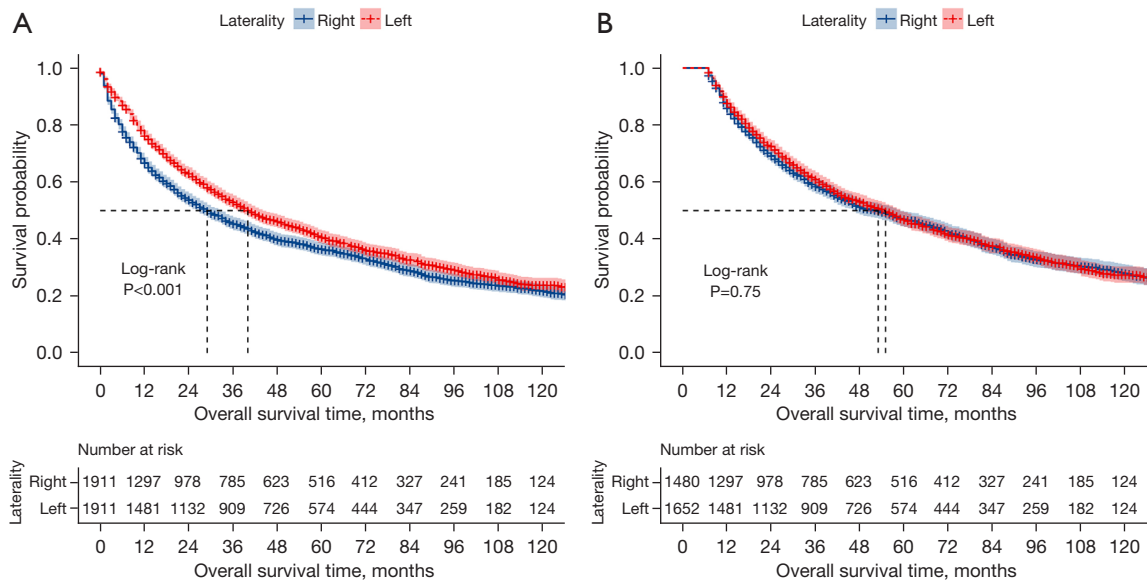 A
Laterality Right Left
Survival probability
1.0
0.8
0.6
0.4
0.2
0.0
Log-rank
P<0.001
0 12 24 36 48 60 72 84 96 108 120
Overall survival time, months
Number at risk
Laterality
Right 1911 1297 978 785 623 516 412 327 241 185 124
Left 1911 1481 1132 909 726 574 444 347 259 182 124
0 12 24 36 48 60 72 84 96 108 120
Overall survival time, months
B
Laterality Right Left
Survival probability
1.0
0.8
0.6
0.4
0.2
0.0
Log-rank
P=0.75
0 12 24 36 48 60 72 84 96 108 120
Overall survival time, months
Number at risk
Laterality
Right 1480 1297 978 785 623 516 412 327 241 185 124
Left 1652 1481 1132 909 726 574 444 347 259 182 124
0 12 24 36 48 60 72 84 96 108 120
Overall survival time, months